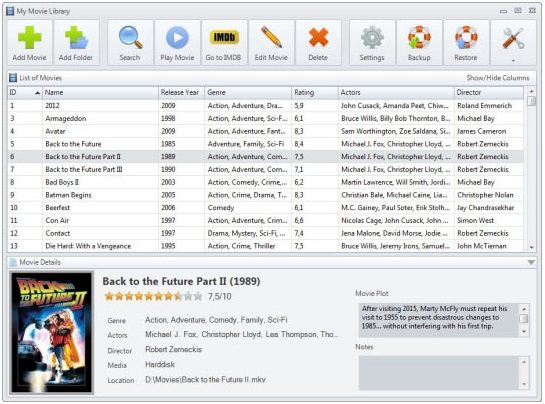 My Movie Library
Add Movie Add Folder Search Play Movie Go to IMDB Edit Movie Delete Settings Backup Restore
IMDb
List of Movies Show/Hide Columns
ID Name Release Year Genre Rating Actors Director
1 2012 2009 Action, Adventure, Dra... 5,9 John Cusack, Amanda Peet, Chiw... Roland Emmerich
3 Armageddon 1998 Action, Adventure, Sci-F... 6,1 Bruce Willis, Billy Bob Thornton, B... Michael Bay
4 Avatar 2009 Action, Adventure, Fan... 8,3 Sam Worthington, Zoe Saldana, Si... James Cameron
5 Back to the Future 1985 Adventure, Family, Sci-Fi 8,4 Michael J. Fox, Christopher Lloyd, ... Robert Zemeckis
6 Back to the Future Part II 1989 Action, Adventure, Com... 7,5 Michael J. Fox, Christopher Lloyd, ... Robert Zemeckis
7 Back to the Future Part III 1990 Action, Adventure, Com... 7,1 Michael J. Fox, Christopher Lloyd, ... Robert Zemeckis
8 Bad Boys II 2003 Action, Comedy, Crime,... 6,2 Martin Lawrence, Will Smith, Jordi... Michael Bay
9 Batman Begins 2005 Action, Crime, Drama, T... 8,3 Christian Bale, Michael Caine, Lia... Christopher Nolan
10 Beerfest 2006 Comedy 6,1 M.C. Gainey, Paul Soter, Erik Stolh... Jay Chandrasekhar
11 Con Air 1997 Action, Adventure, Crim... 6,6 Nicolas Cage, John Cusack, John ... Simon West
12 Contact 1997 Drama, Mystery, Sci-Fi, ... 7,4 Jena Malone, David Morse, Jodie ... Robert Zemeckis
13 Die Hard With a Vengeance 1995 Action, Crime, Thriller 7,5 Bruce Willis, Jeremy Irons, Samuel... John McTiernan
Movie Details
BACK TO THE FUTURE II
Back to the Future Part II (1989)
7,5/10
Genre Action, Adventure, Comedy, Family, Sci-Fi
Actors Michael J. Fox, Christopher Lloyd, Lea Thompson, Tho...
Director Robert Zemeckis
Media Harddisk
Location D:\Movies\Back to the Future II.mkv
Movie Plot
After visiting 2015, Marty McFly must repeat his
visit to 1955 to prevent disastrous changes to
1985... without interfering with his first trip.
Notes